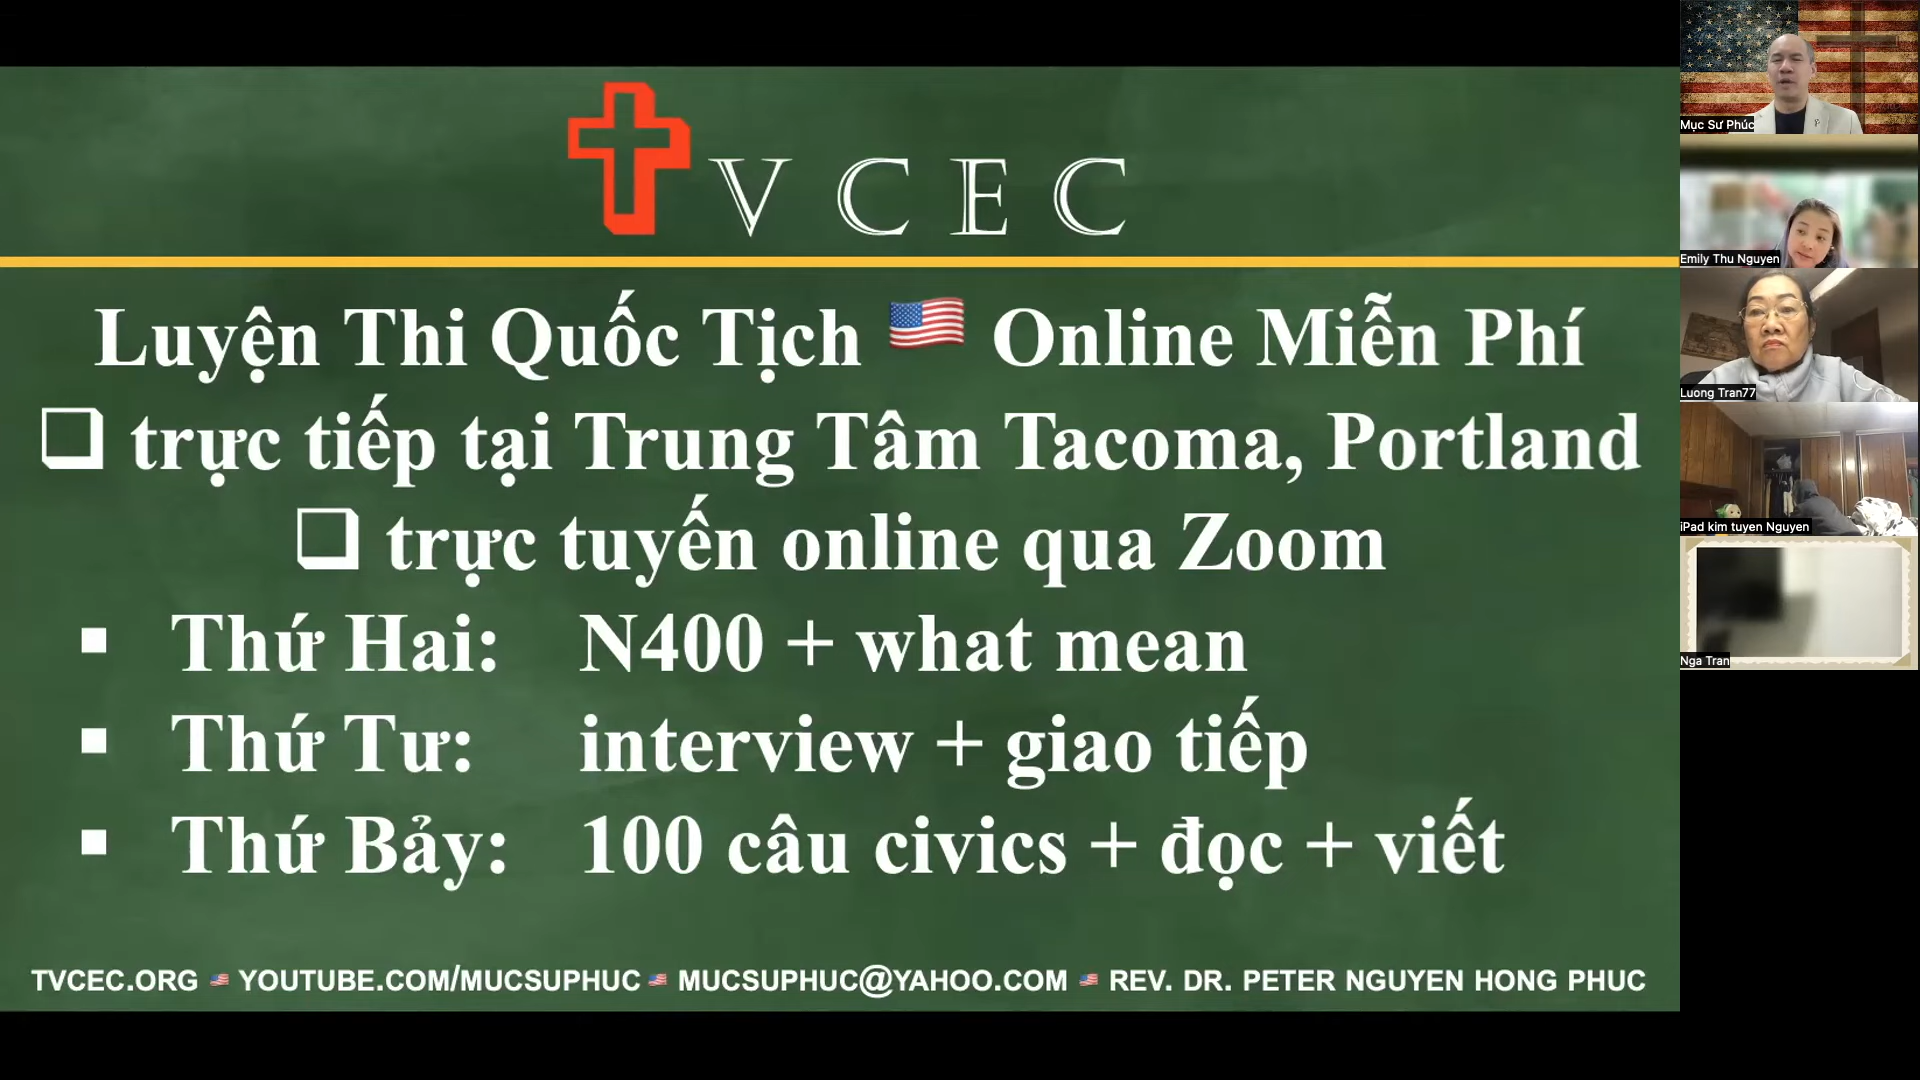 VCEC
Luyện Thi Quốc Tịch 🇺🇸 Online Miễn Phí
❑ trực tiếp tại Trung Tâm Tacoma, Portland
❑ trực tuyến online qua Zoom
▪ Thứ Hai: N400 + what mean
▪ Thứ Tư: interview + giao tiếp
▪ Thứ Bảy: 100 câu civics + đọc + viết
TVCEC.ORG 🇺🇸 YOUTUBE.COM/MUCSUPHUC 🇺🇸 MUCSUPHUC@YAHOO.COM 🇺🇸 REV. DR. PETER NGUYEN HONG PHUC
Mục Sư Phúc
Emily Thu Nguyen
Luong Tran77
iPad kim tuyen Nguyen
Nga Tran